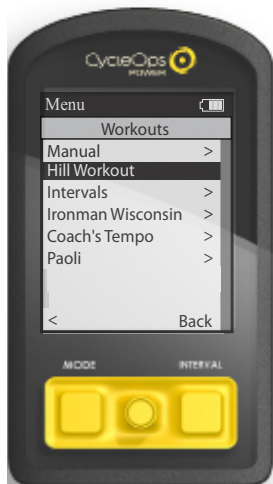 CycleOps
POWER
Menu
Workouts
Manual >
Hill Workout
Intervals >
Ironman Wisconsin >
Coach's Tempo >
Paoli >
< Back
MODE INTERVAL